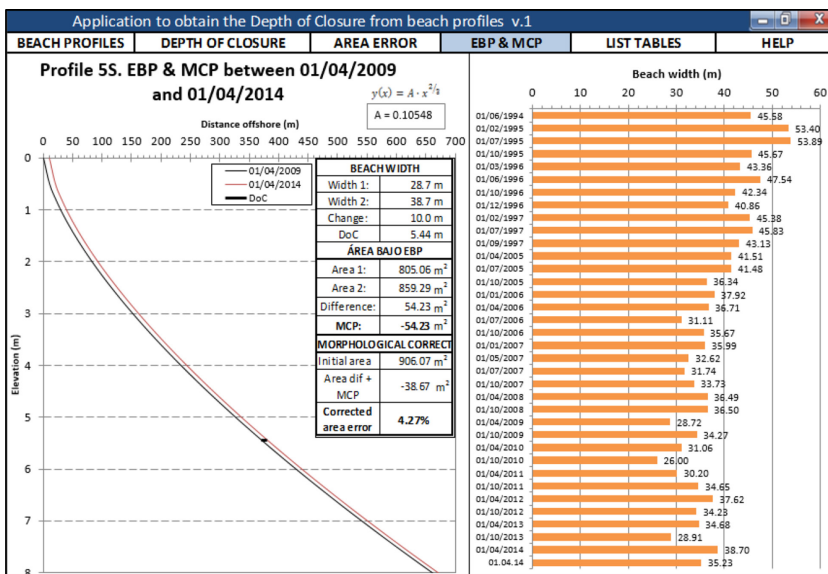 Application to obtain the Depth of Closure from beach profiles v.1
BEACH PROFILES DEPTH OF CLOSURE AREA ERROR EBP & MCP LIST TABLES HELP
Profile 5S. EBP & MCP between 01/04/2009
and 01/04/2014
y(x) = A · x^2/3
A = 0.10548
Distance offshore (m)
0 50 100 150 200 250 300 350 400 450 500 550 600 650 700
0
1
2
3
4
5
6
7
8
Elevation (m)
01/04/2009
01/04/2014
DoC
BEACH WIDTH
Width 1: 28.7 m
Width 2: 38.7 m
Change: 10.0 m
DoC 5.44 m
ÁREA BAJO EBP
Area 1: 805.06 m²
Area 2: 859.29 m²
Difference: 54.23 m²
MCP: -54.23 m²
MORPHOLOGICAL CORRECT
Initial area 906.07 m²
Area dif + MCP -38.67 m²
Corrected area error 4.27%
Beach width (m)
0 10 20 30 40 50 60
01/06/1994 45.58
01/02/1995 53.40
01/07/1995 53.89
01/10/1995 45.67
01/03/1996 43.36
01/06/1996 47.54
01/10/1996 42.34
01/12/1996 40.86
01/02/1997 45.38
01/07/1997 45.83
01/09/1997 43.13
01/04/2005 41.51
01/07/2005 41.48
01/10/2005 36.34
01/01/2006 37.92
01/04/2006 36.71
01/07/2006 31.11
01/10/2006 35.67
01/01/2007 35.99
01/05/2007 32.62
01/07/2007 31.74
01/10/2007 33.73
01/04/2008 36.49
01/10/2008 36.50
01/04/2009 28.72
01/10/2009 34.27
01/04/2010 31.06
01/10/2010 26.00
01/04/2011 30.20
01/10/2011 34.65
01/04/2012 37.62
01/10/2012 34.23
01/04/2013 34.68
01/10/2013 28.91
01/04/2014 38.70
01.04.14 35.23